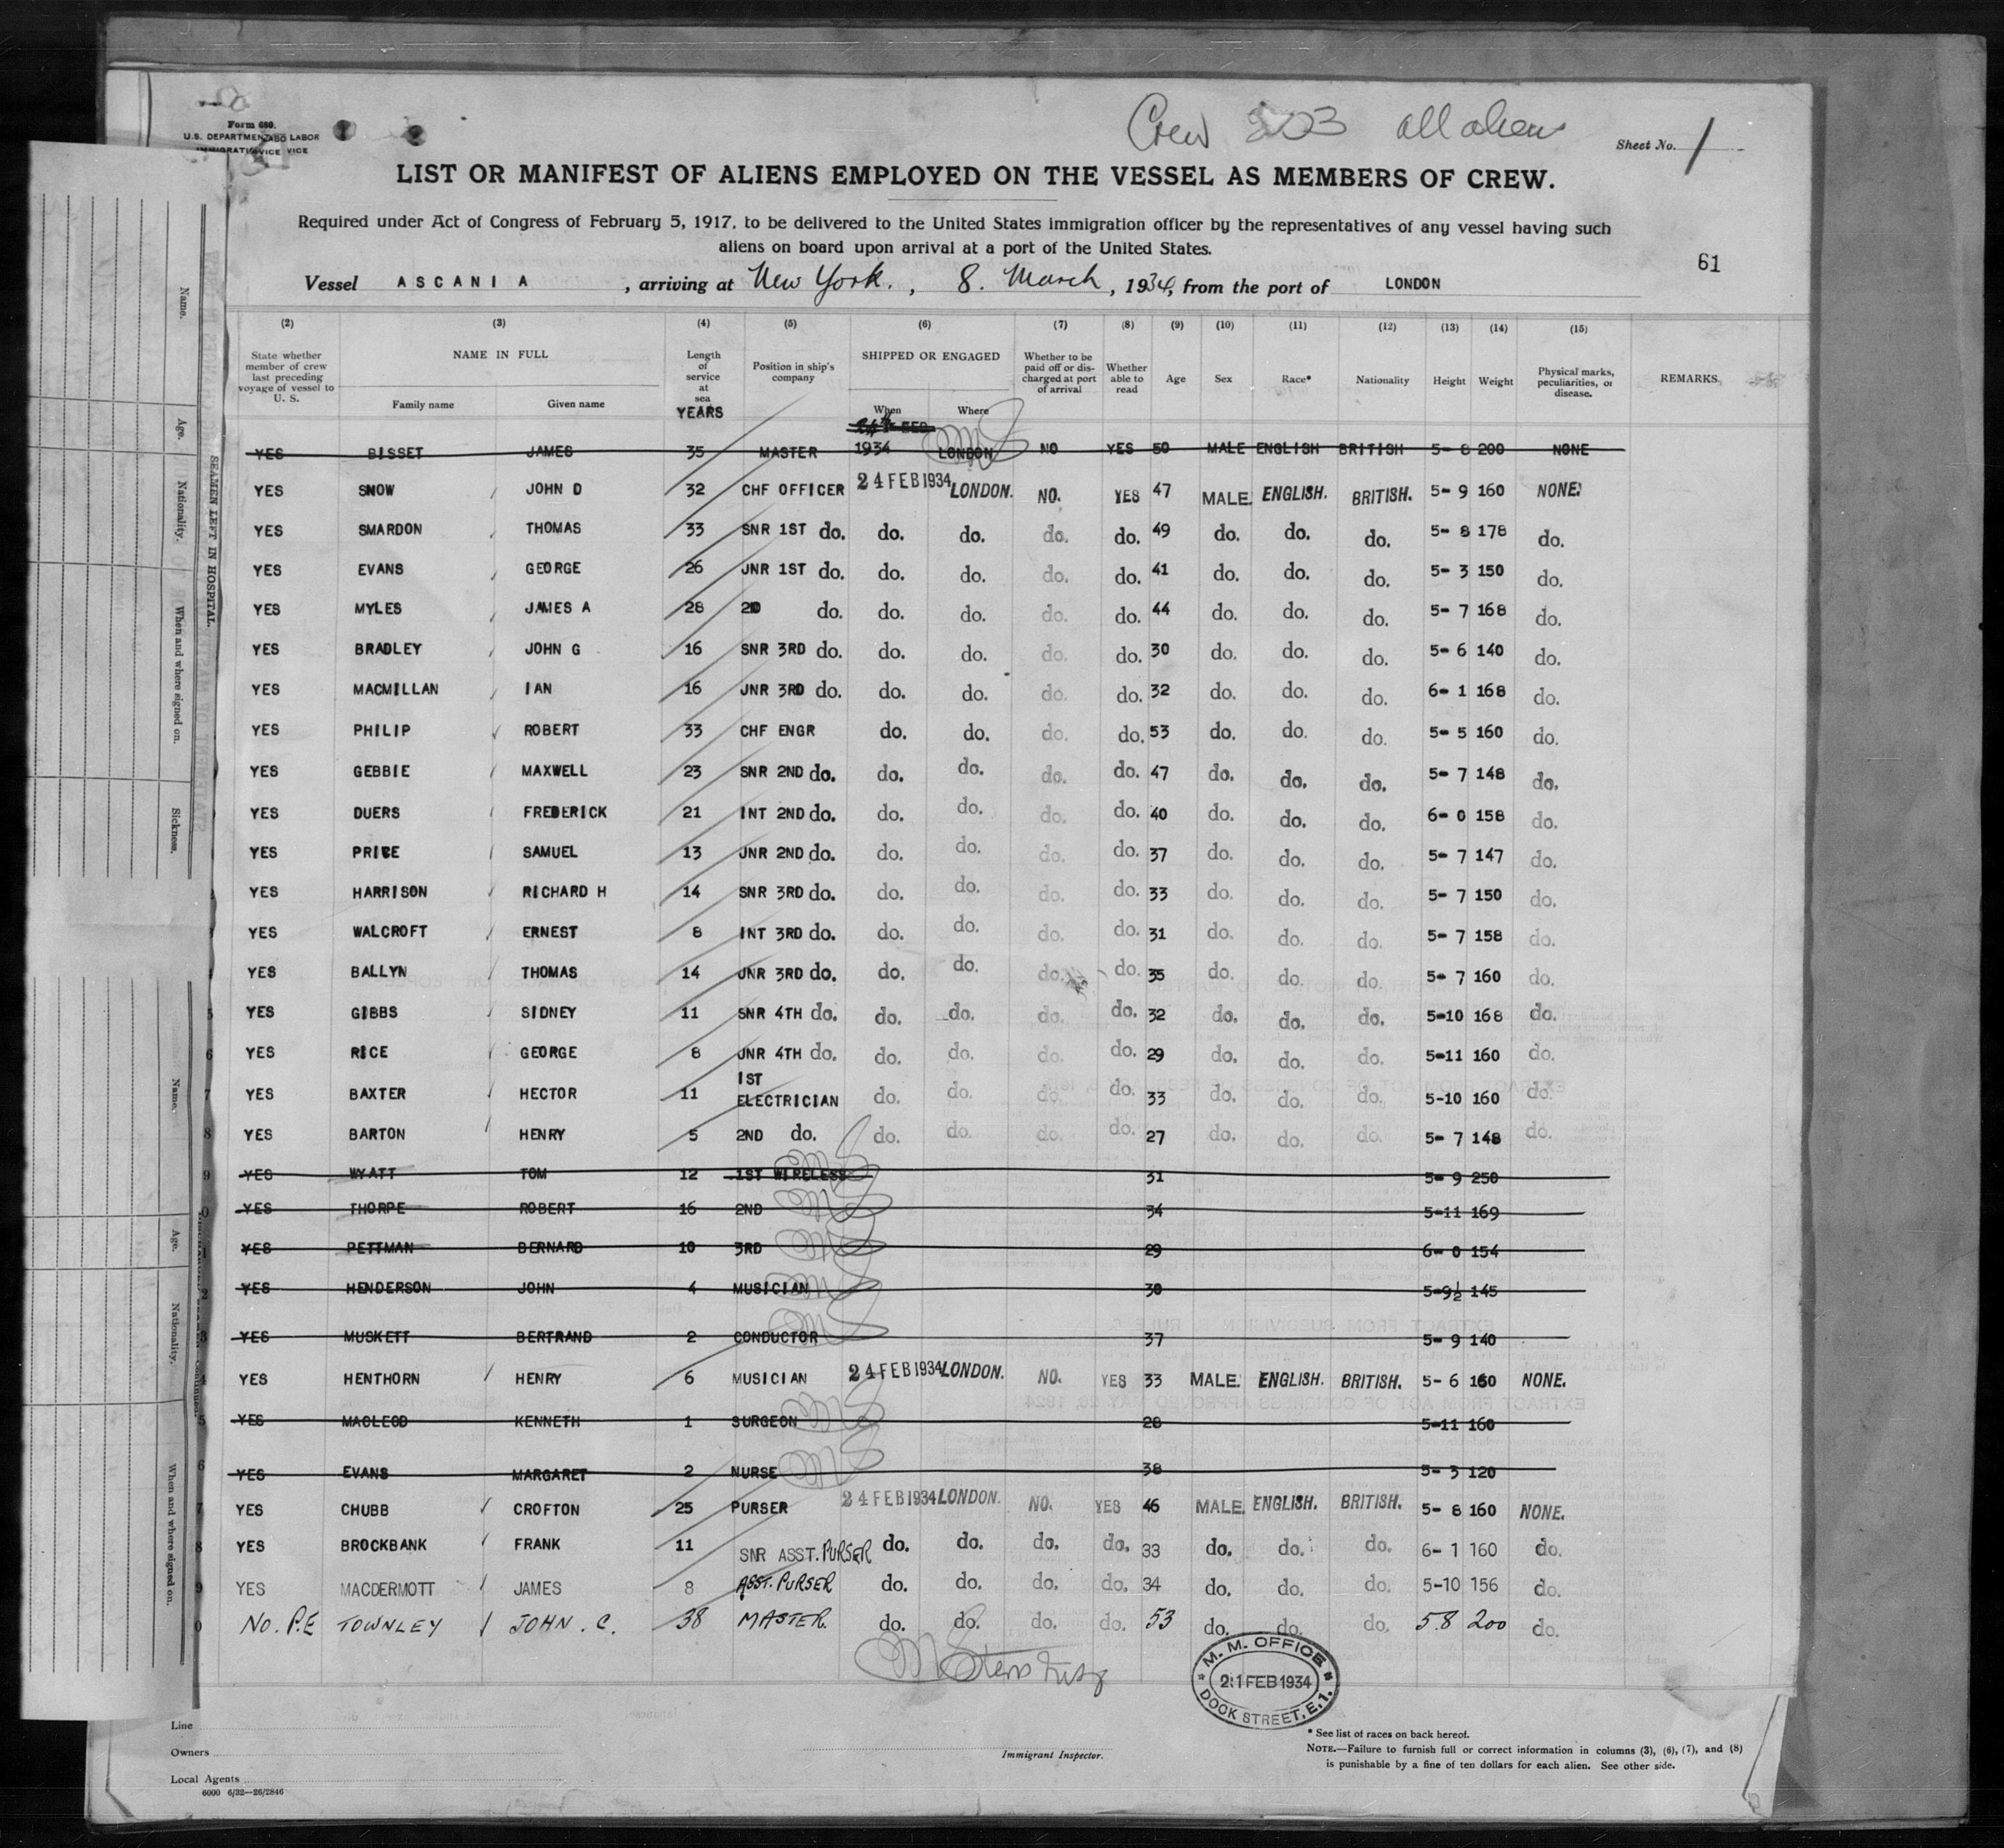 Form 680.
U.S. DEPARTMENT LABOR
Crew 203 all aliens
Sheet No. 1
LIST OR MANIFEST OF ALIENS EMPLOYED ON THE VESSEL AS MEMBERS OF CREW.
Required under Act of Congress of February 5, 1917, to be delivered to the United States immigration officer by the representatives of any vessel having such
aliens on board upon arrival at a port of the United States.
61
Vessel ASCANIA, arriving at New York., 8. March, 1934, from the port of LONDON
(2) (3) (4) (5) (6) (7) (8) (9) (10) (11) (12) (13) (14) (15)
State whether member of crew last preceding voyage of vessel to U. S. NAME IN FULL Family name Given name Length of service at sea YEARS Position in ship's company SHIPPED OR ENGAGED When Where Whether to be paid off or discharged at port of arrival Whether able to read Age Sex Race* Nationality Height Weight Physical marks, peculiarities, or disease. REMARKS
YES BISSET JAMES 35 MASTER 1934 LONDON NO YES 50 MALE ENGLISH BRITISH 5- 8 200 NONE
YES SNOW JOHN D 32 CHF OFFICER 24 FEB 1934 LONDON. NO. YES 47 MALE. ENGLISH. BRITISH. 5- 9 160 NONE.
YES SMARDON THOMAS 33 SNR 1ST do. do. do. do. do. 49 do. do. do. 5- 8 178 do.
YES EVANS GEORGE 26 JNR 1ST do. do. do. do. do. 41 do. do. do. 5- 3 150 do.
YES MYLES JAMES A 28 2D do. do. do. do. do. 44 do. do. do. 5- 7 168 do.
YES BRADLEY JOHN G 16 SNR 3RD do. do. do. do. do. 30 do. do. do. 5- 6 140 do.
YES MACMILLAN IAN 16 JNR 3RD do. do. do. do. do. 32 do. do. do. 6- 1 168 do.
YES PHILIP ROBERT 33 CHF ENGR do. do. do. do. 53 do. do. do. 5- 5 160 do.
YES GEBBIE MAXWELL 23 SNR 2ND do. do. do. do. do. 47 do. do. do. 5- 7 148 do.
YES DUERS FREDERICK 21 INT 2ND do. do. do. do. do. 40 do. do. do. 6- 0 158 do.
YES PRICE SAMUEL 13 JNR 2ND do. do. do. do. do. 37 do. do. do. 5- 7 147 do.
YES HARRISON RICHARD H 14 SNR 3RD do. do. do. do. do. 33 do. do. do. 5- 7 150 do.
YES WALCROFT ERNEST 8 INT 3RD do. do. do. do. do. 31 do. do. do. 5- 7 158 do.
YES BALLYN THOMAS 14 JNR 3RD do. do. do. do. do. 35 do. do. do. 5- 7 160 do.
YES GIBBS SIDNEY 11 SNR 4TH do. do. do. do. do. 32 do. do. do. 5-10 168 do.
YES RICE GEORGE 8 JNR 4TH do. do. do. do. do. 29 do. do. do. 5-11 160 do.
YES BAXTER HECTOR 11 1ST ELECTRICIAN do. do. do. do. 33 do. do. do. 5-10 160 do.
YES BARTON HENRY 5 2ND do. do. do. do. do. 27 do. do. do. 5- 7 148 do.
YES WYATT TOM 12 1ST WIRELESS 31 5- 9 250
YES THORPE ROBERT 16 2ND 34 5-11 169
YES PETTMAN BERNARD 10 3RD 29 6- 0 154
YES HENDERSON JOHN 4 MUSICIAN 30 5-9½ 145
YES MUSKETT BERTRAND 2 CONDUCTOR 37 5- 9 140
YES HENTHORN HENRY 6 MUSICIAN 24 FEB 1934 LONDON. NO. YES 33 MALE. ENGLISH. BRITISH. 5- 6 160 NONE.
YES MACLEOD KENNETH 1 SURGEON 28 5-11 160
YES EVANS MARGARET 2 NURSE 38 5- 3 120
YES CHUBB CROFTON 25 PURSER 24 FEB 1934 LONDON. NO. YES 46 MALE. ENGLISH. BRITISH. 5- 8 160 NONE.
YES BROCKBANK FRANK 11 SNR ASST. PURSER do. do. do. do. 33 do. do. do. 6- 1 160 do.
YES MACDERMOTT JAMES 8 ASST. PURSER do. do. do. do. 34 do. do. do. 5-10 156 do.
No. P.E TOWNLEY JOHN. C. 38 MASTER. do. do. do. do. 53 do. do. do. 5.8 200 do.
M. M. OFFICE
21 FEB 1934
DOCK STREET, E.1.
Line
Owners
Local Agents
6000 6/32—26/2846
Immigrant Inspector.
* See list of races on back hereof.
NOTE.—Failure to furnish full or correct information in columns (3), (6), (7), and (8)
is punishable by a fine of ten dollars for each alien. See other side.
Name.
Age.
Nationality.
When and where signed on.
Sickness.
SEAMEN LEFT IN HOSPITAL.
Name.
Age.
Nationality.
When and where signed on.